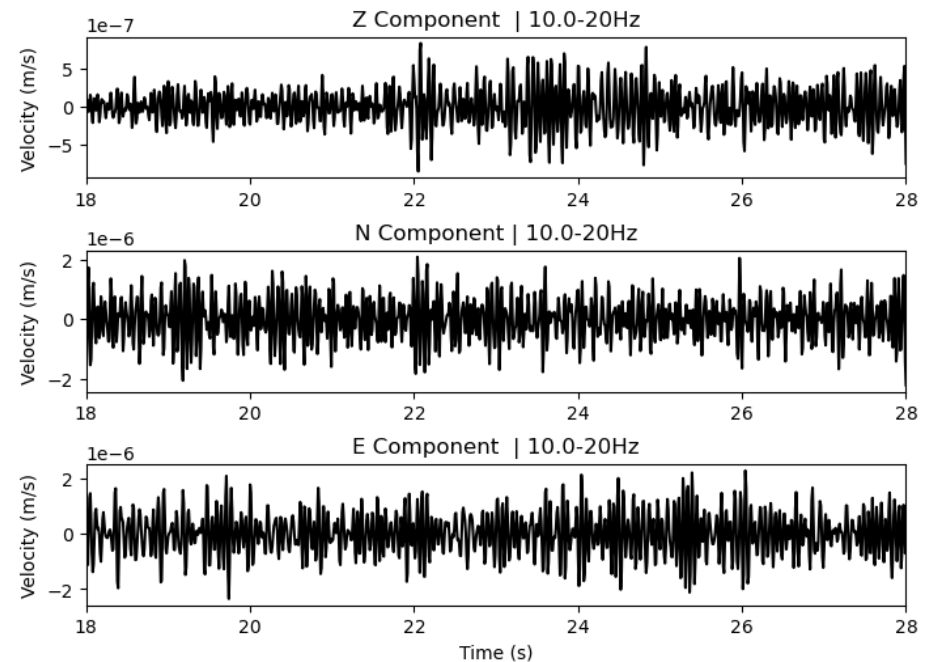 Z Component | 10.0-20Hz
1e−7
Velocity (m/s)
5
0
−5
18 20 22 24 26 28
N Component | 10.0-20Hz
1e−6
Velocity (m/s)
2
0
−2
18 20 22 24 26 28
E Component | 10.0-20Hz
1e−6
Velocity (m/s)
2
0
−2
18 20 22 24 26 28
Time (s)